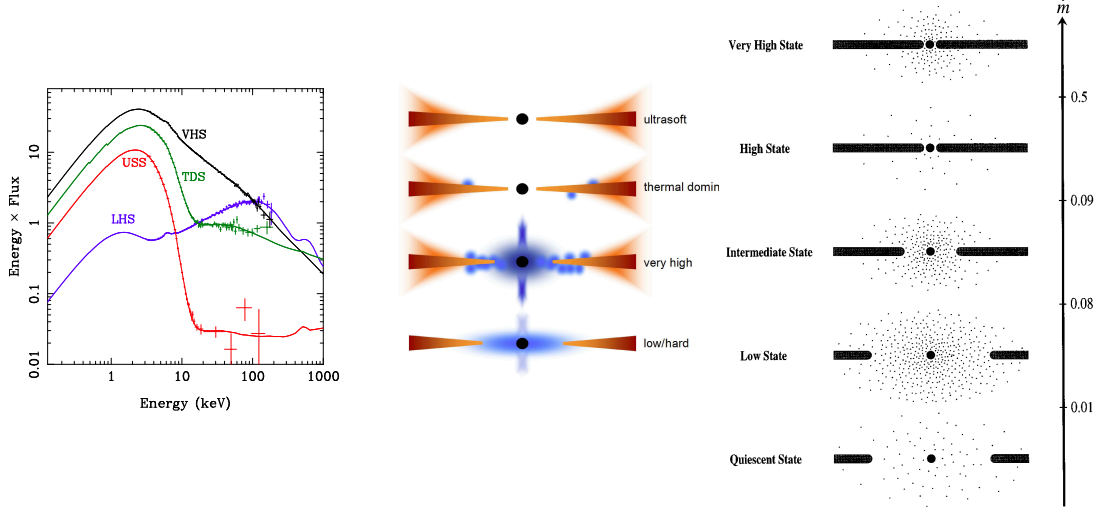 Energy × Flux
10
1
0.1
0.01
VHS
USS
TDS
LHS
1
10
100
1000
Energy (keV)
ultrasoft
thermal domin
very high
low/hard
ṁ
Very High State
0.5
High State
0.09
Intermediate State
0.08
Low State
0.01
Quiescent State